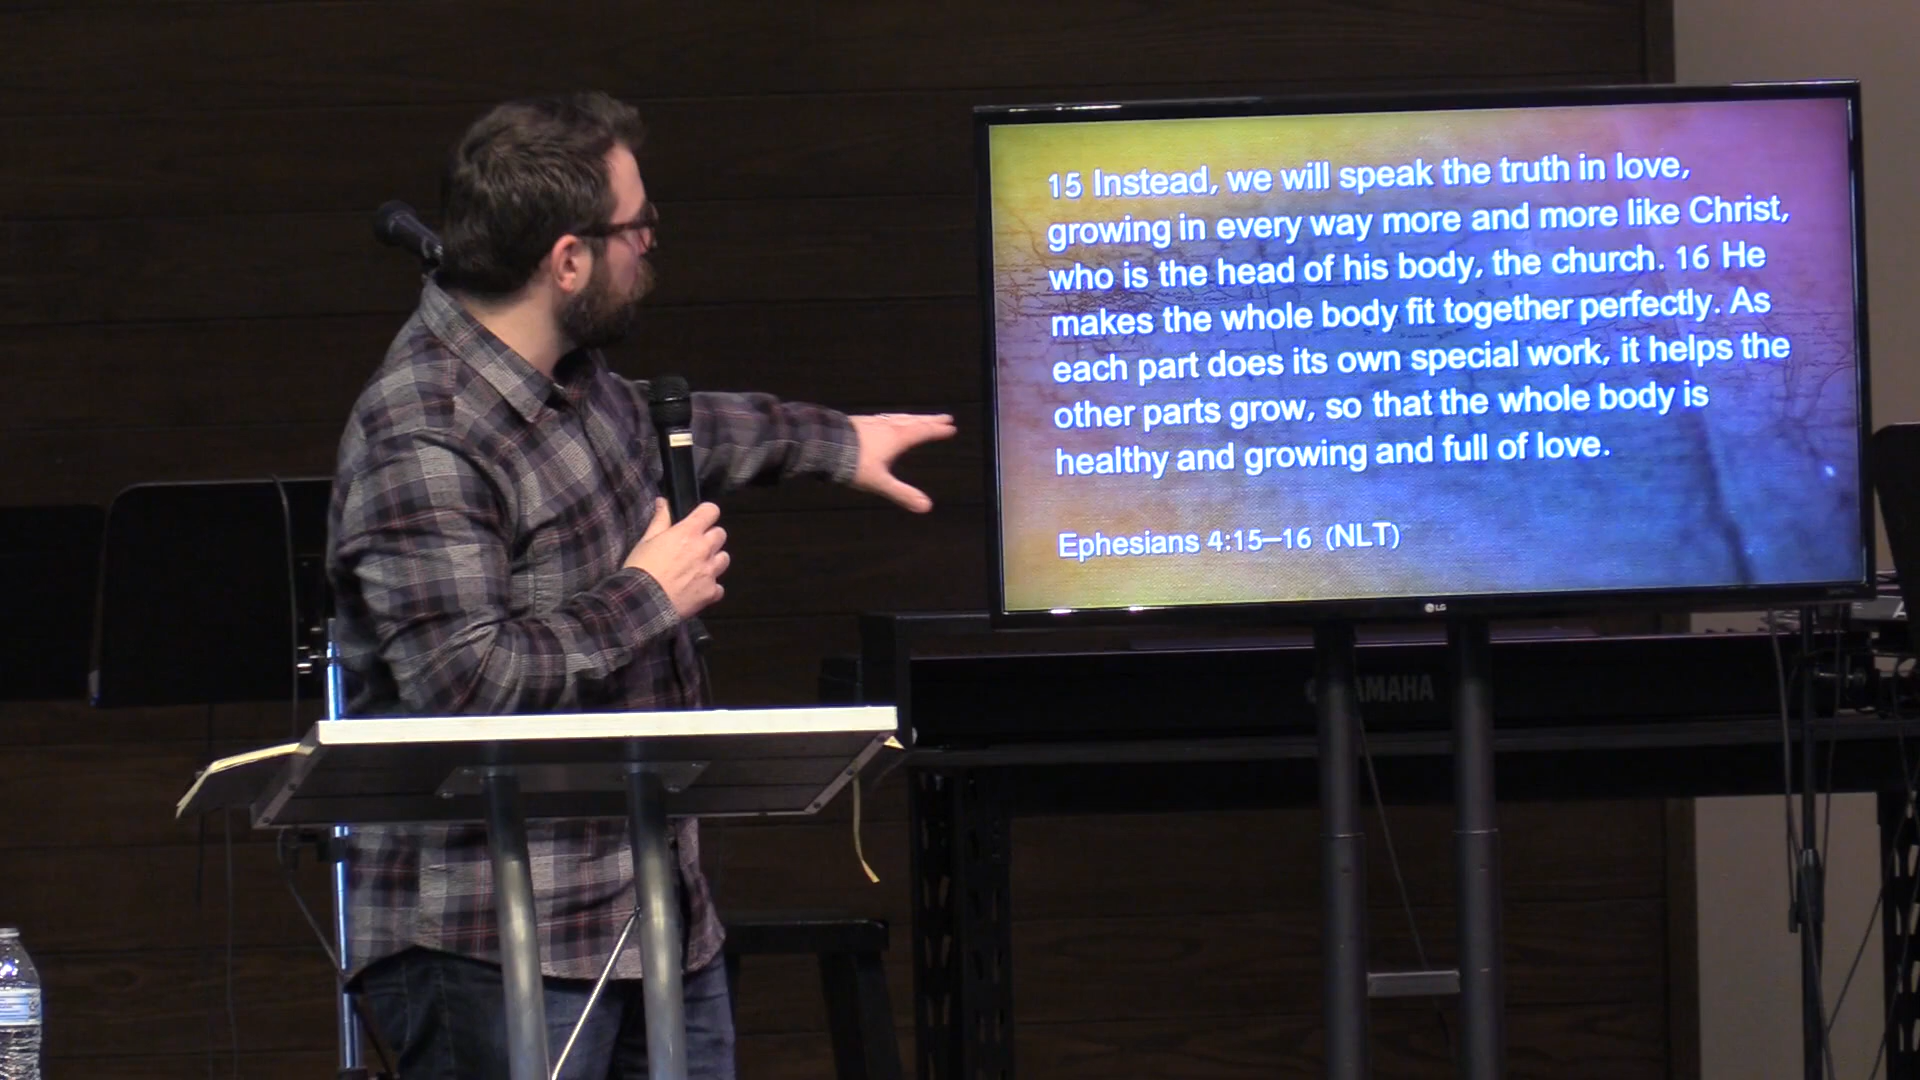 15 Instead, we will speak the truth in love,
growing in every way more and more like Christ,
who is the head of his body, the church. 16 He
makes the whole body fit together perfectly. As
each part does its own special work, it helps the
other parts grow, so that the whole body is
healthy and growing and full of love.
Ephesians 4:15–16 (NLT)
LG
YAMAHA